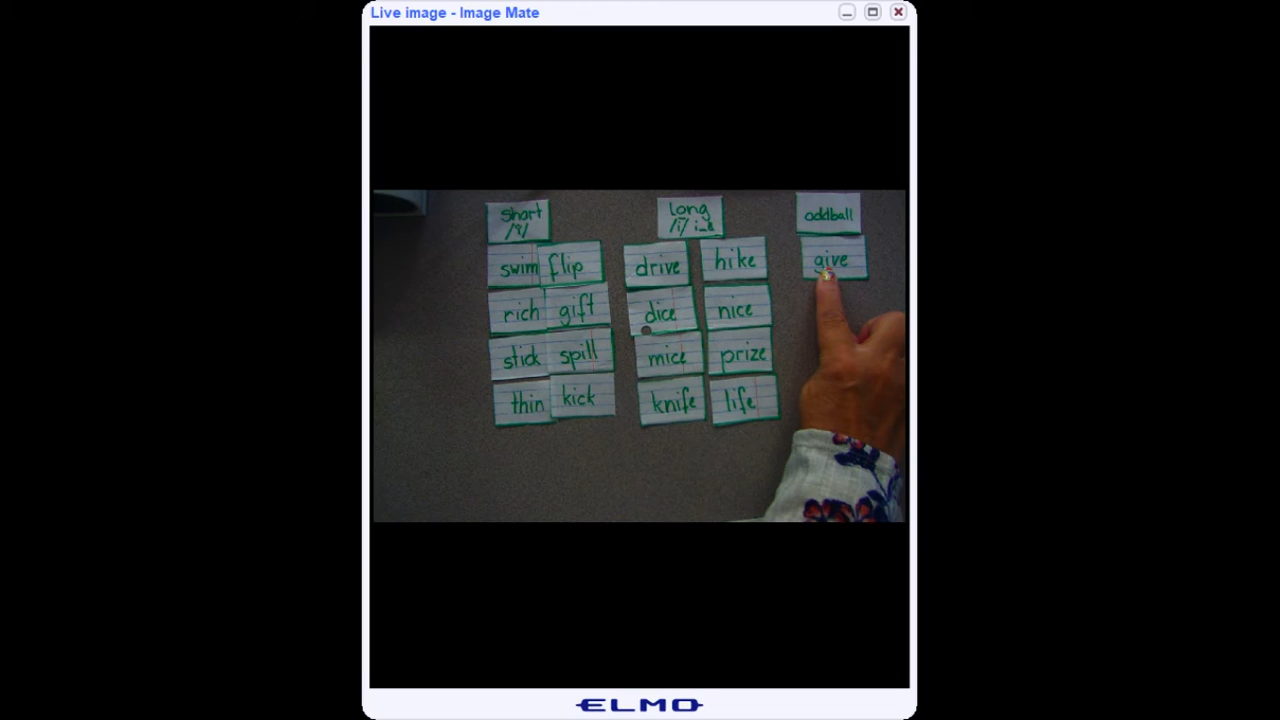 Live image - Image Mate
short
/ĭ/
long
/ī/ i_e
oddball
swim flip
drive hike
give
rich gift
dice nice
stick spill
mice prize
thin kick
knife life
ELMO